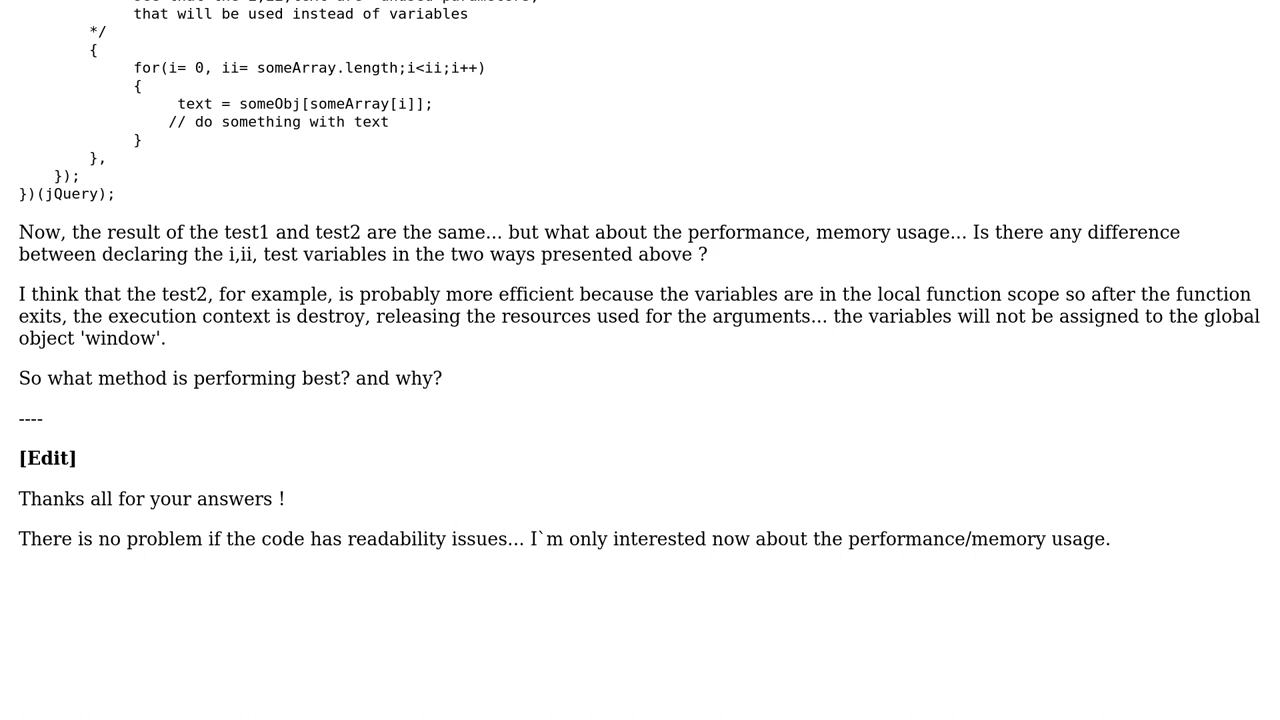 that will be used instead of variables
*/
{
for(i= 0, ii= someArray.length;i<ii;i++)
{
text = someObj[someArray[i]];
// do something with text
}
},
});
})(jQuery);
Now, the result of the test1 and test2 are the same... but what about the performance, memory usage... Is there any difference
between declaring the i,ii, test variables in the two ways presented above ?
I think that the test2, for example, is probably more efficient because the variables are in the local function scope so after the function
exits, the execution context is destroy, releasing the resources used for the arguments... the variables will not be assigned to the global
object 'window'.
So what method is performing best? and why?
----
[Edit]
Thanks all for your answers !
There is no problem if the code has readability issues... I`m only interested now about the performance/memory usage.